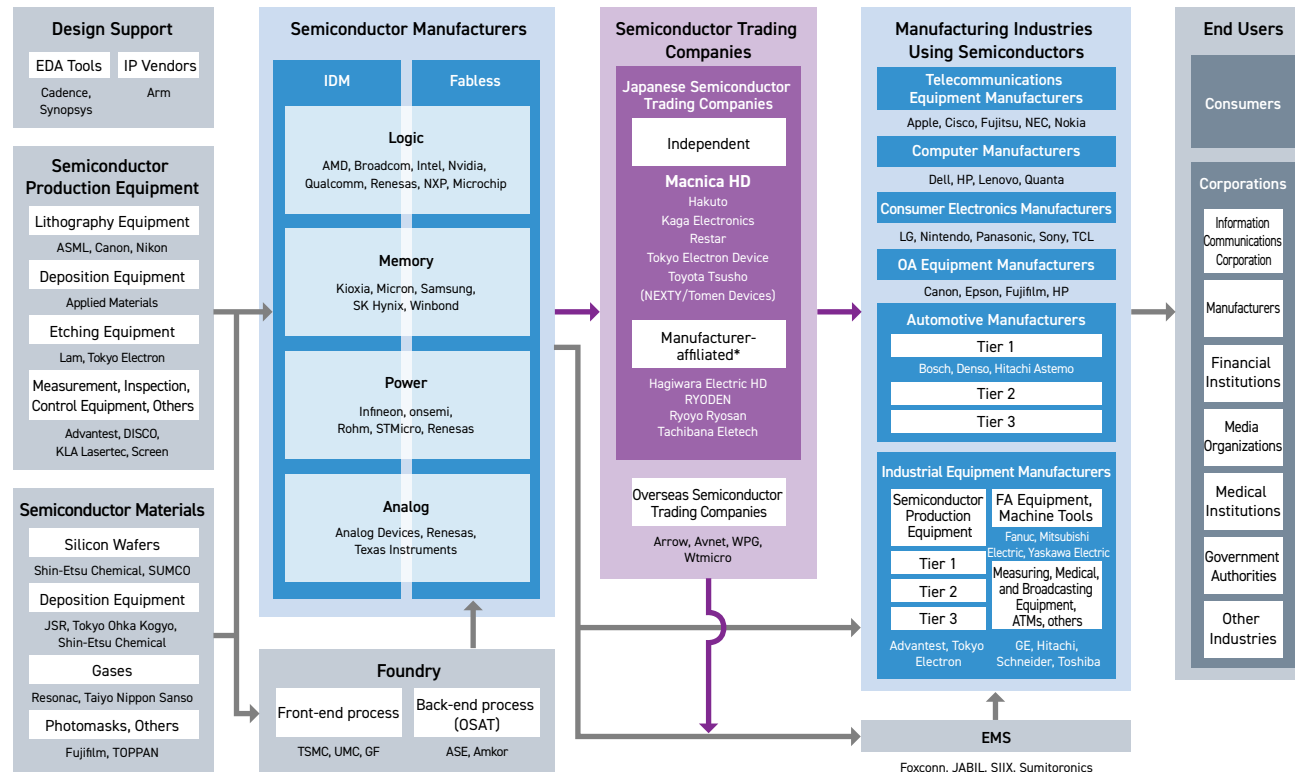 Design Support
EDA Tools
IP Vendors
Cadence,
Synopsys
Arm
Semiconductor
Production Equipment
Lithography Equipment
ASML, Canon, Nikon
Deposition Equipment
Applied Materials
Etching Equipment
Lam, Tokyo Electron
Measurement, Inspection,
Control Equipment, Others
Advantest, DISCO,
KLA Lasertec, Screen
Semiconductor Materials
Silicon Wafers
Shin-Etsu Chemical, SUMCO
Deposition Equipment
JSR, Tokyo Ohka Kogyo,
Shin-Etsu Chemical
Gases
Resonac, Taiyo Nippon Sanso
Photomasks, Others
Fujifilm, TOPPAN
Semiconductor Manufacturers
IDM
Fabless
Logic
AMD, Broadcom, Intel, Nvidia,
Qualcomm, Renesas, NXP, Microchip
Memory
Kioxia, Micron, Samsung,
SK Hynix, Winbond
Power
Infineon, onsemi,
Rohm, STMicro, Renesas
Analog
Analog Devices, Renesas,
Texas Instruments
Foundry
Front-end process
Back-end process
(OSAT)
TSMC, UMC, GF
ASE, Amkor
Semiconductor Trading
Companies
Japanese Semiconductor
Trading Companies
Independent
Macnica HD
Hakuto
Kaga Electronics
Restar
Tokyo Electron Device
Toyota Tsusho
(NEXTY/Tomen Devices)
Manufacturer-
affiliated*
Hagiwara Electric HD
RYODEN
Ryoyo Ryosan
Tachibana Eletech
Overseas Semiconductor
Trading Companies
Arrow, Avnet, WPG,
Wtmicro
Manufacturing Industries
Using Semiconductors
Telecommunications
Equipment Manufacturers
Apple, Cisco, Fujitsu, NEC, Nokia
Computer Manufacturers
Dell, HP, Lenovo, Quanta
Consumer Electronics Manufacturers
LG, Nintendo, Panasonic, Sony, TCL
OA Equipment Manufacturers
Canon, Epson, Fujifilm, HP
Automotive Manufacturers
Tier 1
Bosch, Denso, Hitachi Astemo
Tier 2
Tier 3
Industrial Equipment Manufacturers
Semiconductor
Production
Equipment
Tier 1
Tier 2
Tier 3
Advantest, Tokyo
Electron
FA Equipment,
Machine Tools
Fanuc, Mitsubishi
Electric, Yaskawa Electric
Measuring, Medical,
and Broadcasting
Equipment,
ATMs, others
GE, Hitachi,
Schneider, Toshiba
EMS
Foxconn, JABIL, SIIX, Sumitoronics
End Users
Consumers
Corporations
Information
Communications
Corporation
Manufacturers
Financial
Institutions
Media
Organizations
Medical
Institutions
Government
Authorities
Other
Industries